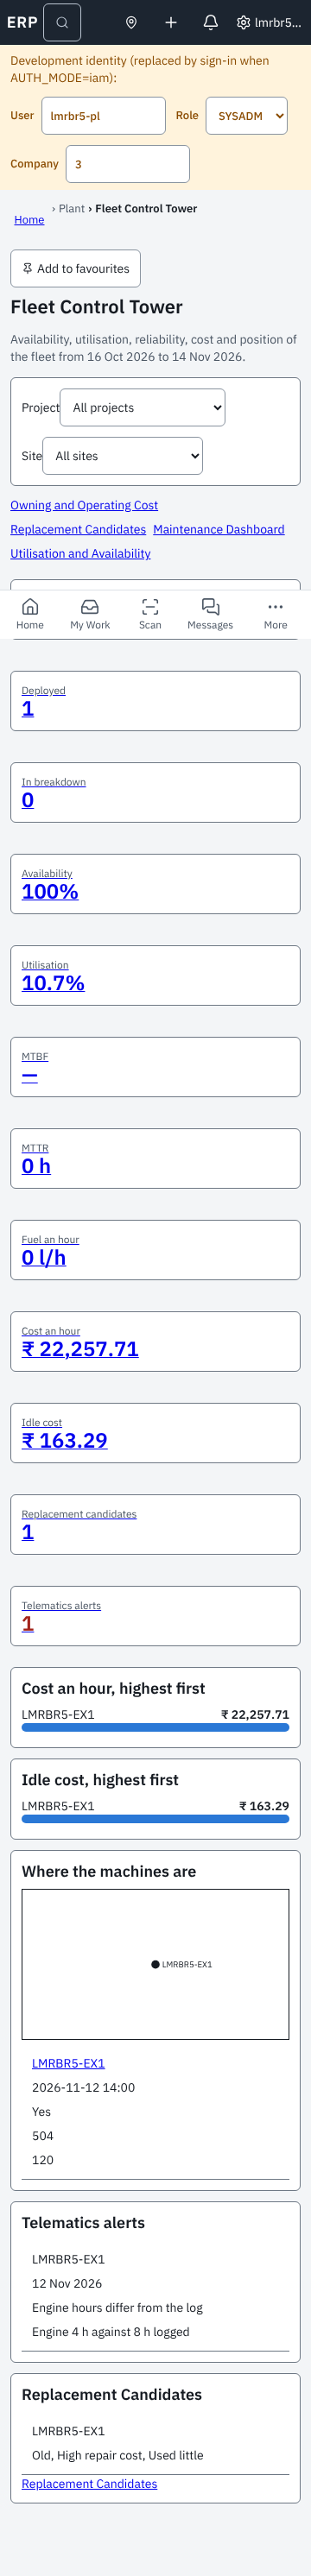 ERP lmrbr5...
Development identity (replaced by sign-in when
AUTH_MODE=iam):
User lmrbr5-pl Role SYSADM
Company 3
Home › Plant › Fleet Control Tower
Add to favourites
Fleet Control Tower
Availability, utilisation, reliability, cost and position of
the fleet from 16 Oct 2026 to 14 Nov 2026.
Project All projects
Site All sites
Owning and Operating Cost
Replacement Candidates Maintenance Dashboard
Utilisation and Availability
Home My Work Scan Messages More
Deployed
1
In breakdown
0
Availability
100%
Utilisation
10.7%
MTBF
—
MTTR
0 h
Fuel an hour
0 l/h
Cost an hour
₹ 22,257.71
Idle cost
₹ 163.29
Replacement candidates
1
Telematics alerts
1
Cost an hour, highest first
LMRBR5-EX1 ₹ 22,257.71
Idle cost, highest first
LMRBR5-EX1 ₹ 163.29
Where the machines are
LMRBR5-EX1
LMRBR5-EX1
2026-11-12 14:00
Yes
504
120
Telematics alerts
LMRBR5-EX1
12 Nov 2026
Engine hours differ from the log
Engine 4 h against 8 h logged
Replacement Candidates
LMRBR5-EX1
Old, High repair cost, Used little
Replacement Candidates